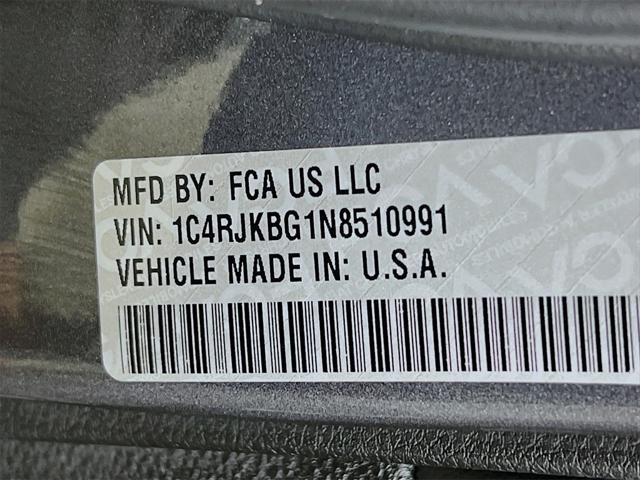 MFD BY: FCA US LLC
VIN: 1C4RJKBG1N8510991
VEHICLE MADE IN: U.S.A.